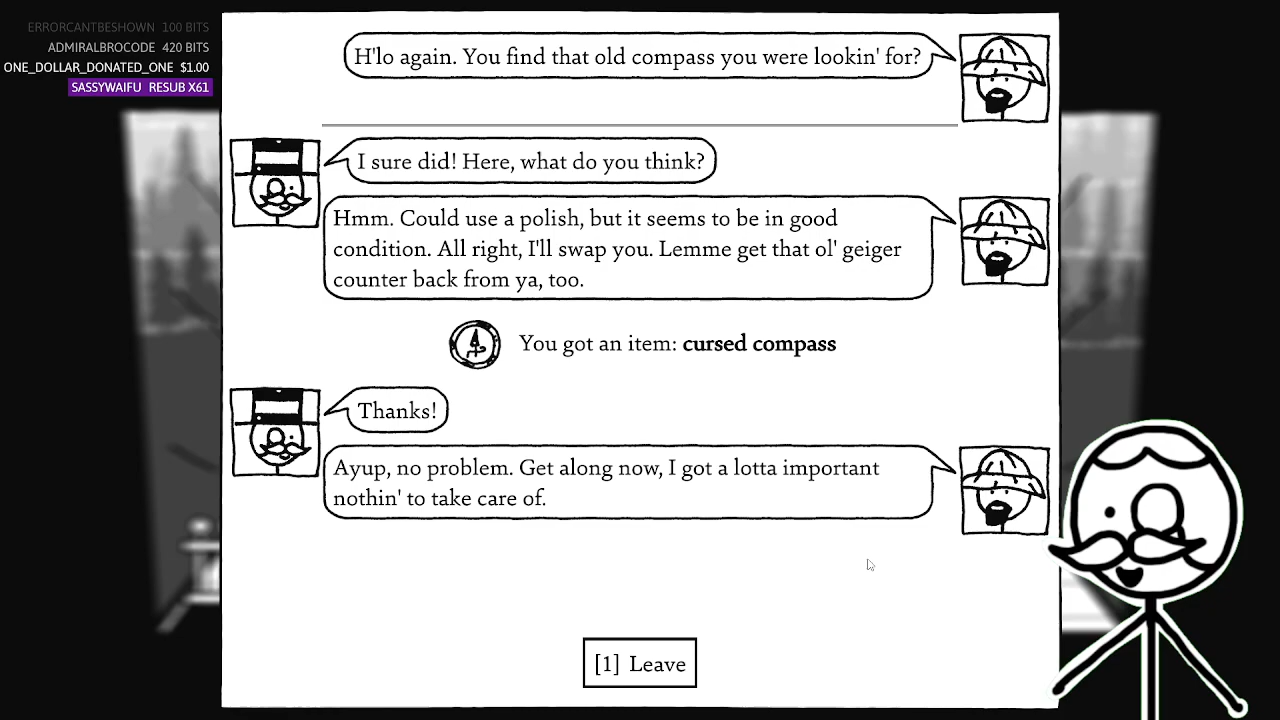 ERRORCANTBESHOWN 100 BITS
ADMIRALBROCODE 420 BITS
ONE_DOLLAR_DONATED_ONE $1.00
SASSYWAIFU RESUB X61
H'lo again. You find that old compass you were lookin' for?
I sure did! Here, what do you think?
Hmm. Could use a polish, but it seems to be in good
condition. All right, I'll swap you. Lemme get that ol' geiger
counter back from ya, too.
You got an item: cursed compass
Thanks!
Ayup, no problem. Get along now, I got a lotta important
nothin' to take care of.
[1] Leave